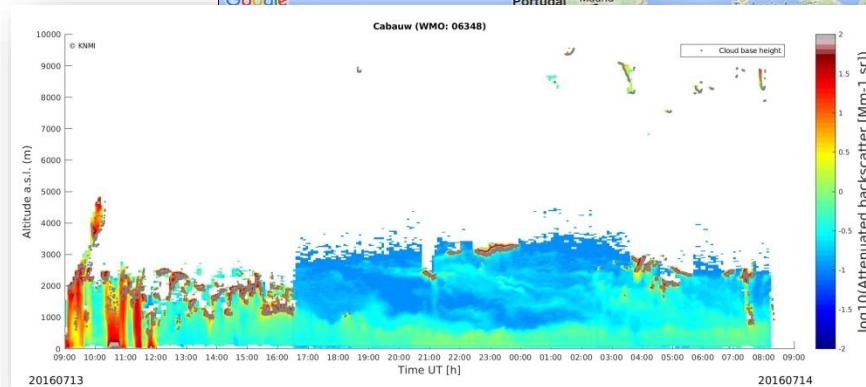 Google
Portugal
Cabauw (WMO: 06348)
© KNMI
Cloud base height
10000
9000
8000
7000
6000
5000
4000
3000
2000
1000
0
Altitude a.s.l. (m)
09:00 10:00 11:00 12:00 13:00 14:00 15:00 16:00 17:00 18:00 19:00 20:00 21:00 22:00 23:00 00:00 01:00 02:00 03:00 04:00 05:00 06:00 07:00 08:00 09:00
Time UT [h]
20160713
20160714
2
1.5
1
0.5
0
-0.5
-1
-1.5
-2
log10(Attenuated backscatter [Mm-1 sr])